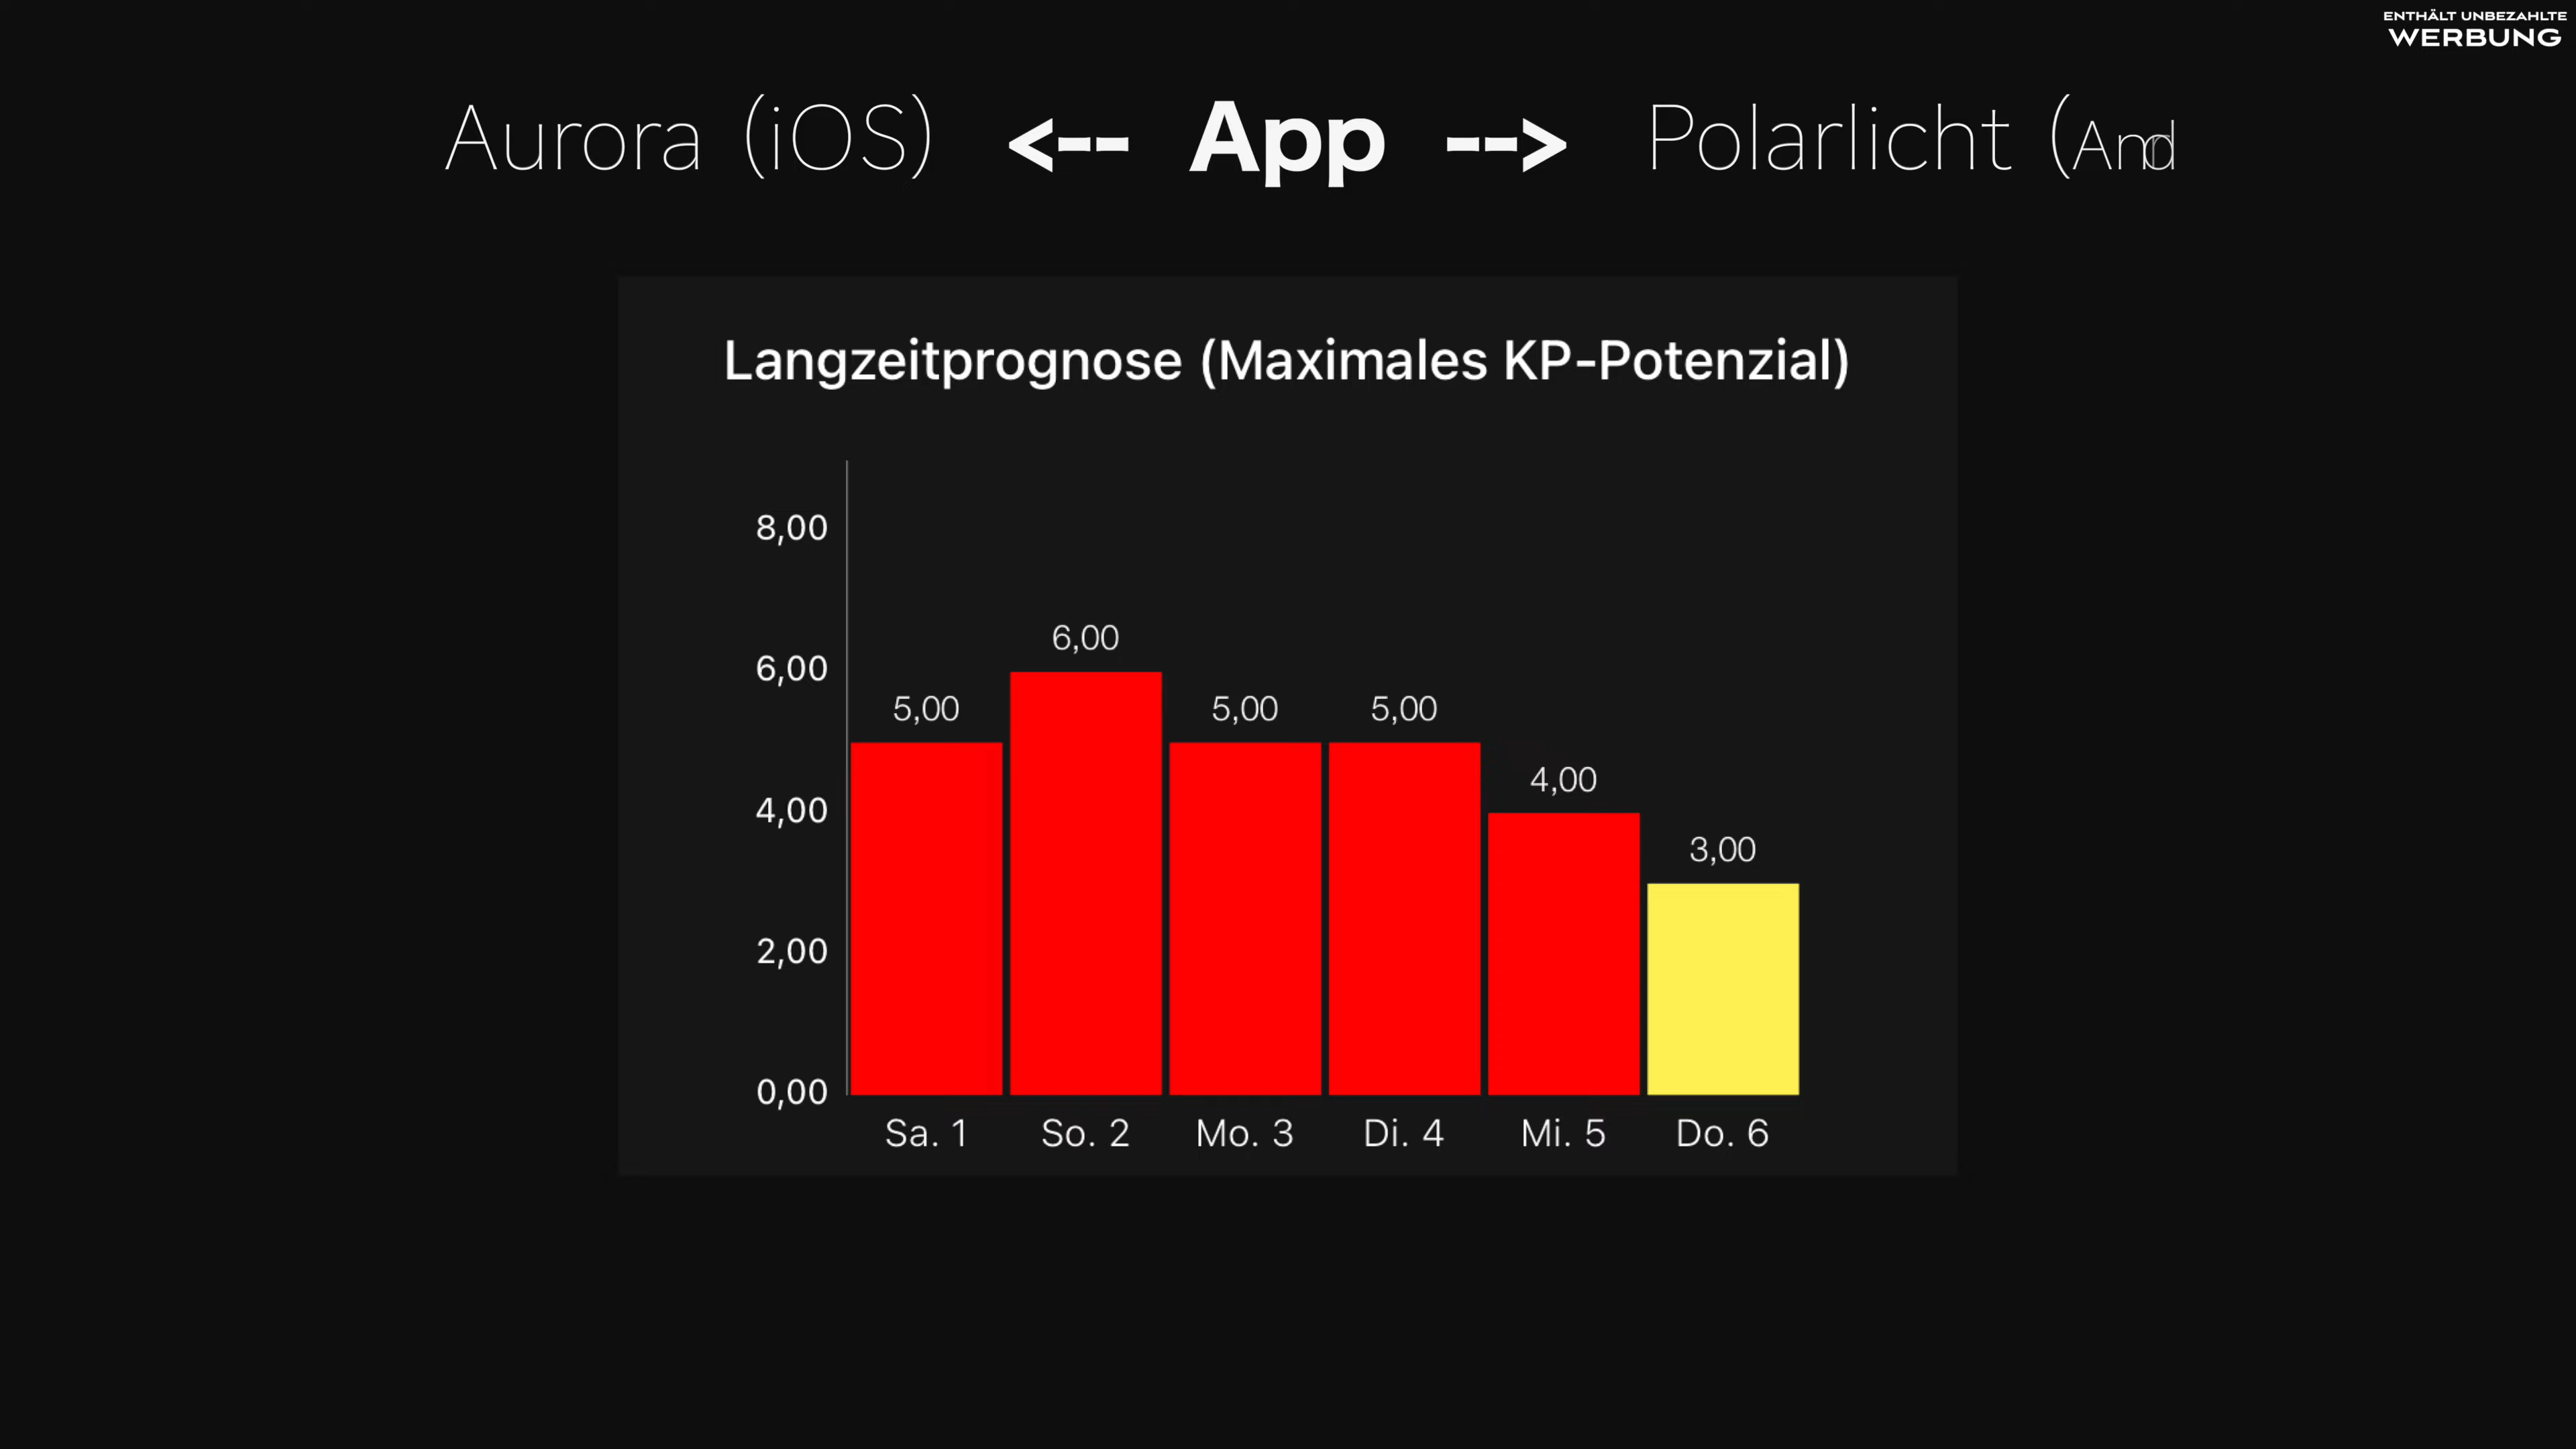 ENTHÄLT UNBEZAHLTE
WERBUNG
Aurora (iOS) <-- App --> Polarlicht (And
Langzeitprognose (Maximales KP-Potenzial)
8,00
6,00
4,00
2,00
0,00
5,00
6,00
5,00
5,00
4,00
3,00
Sa. 1 So. 2 Mo. 3 Di. 4 Mi. 5 Do. 6